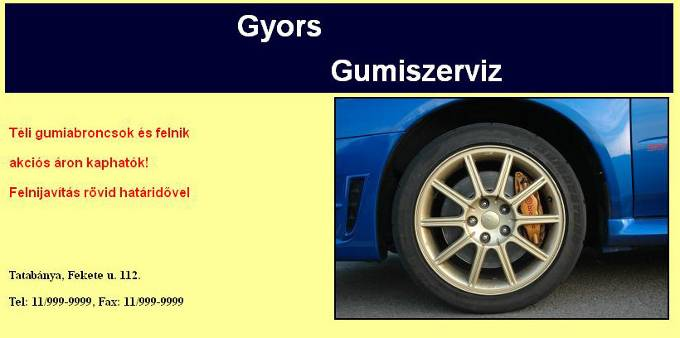 Gyors
Gumiszerviz
Téli gumiabroncsok és felnik
akciós áron kaphatók!
Felnijavítás rövid határidővel
Tatabánya, Fekete u. 112.
Tel: 11/999-9999, Fax: 11/999-9999